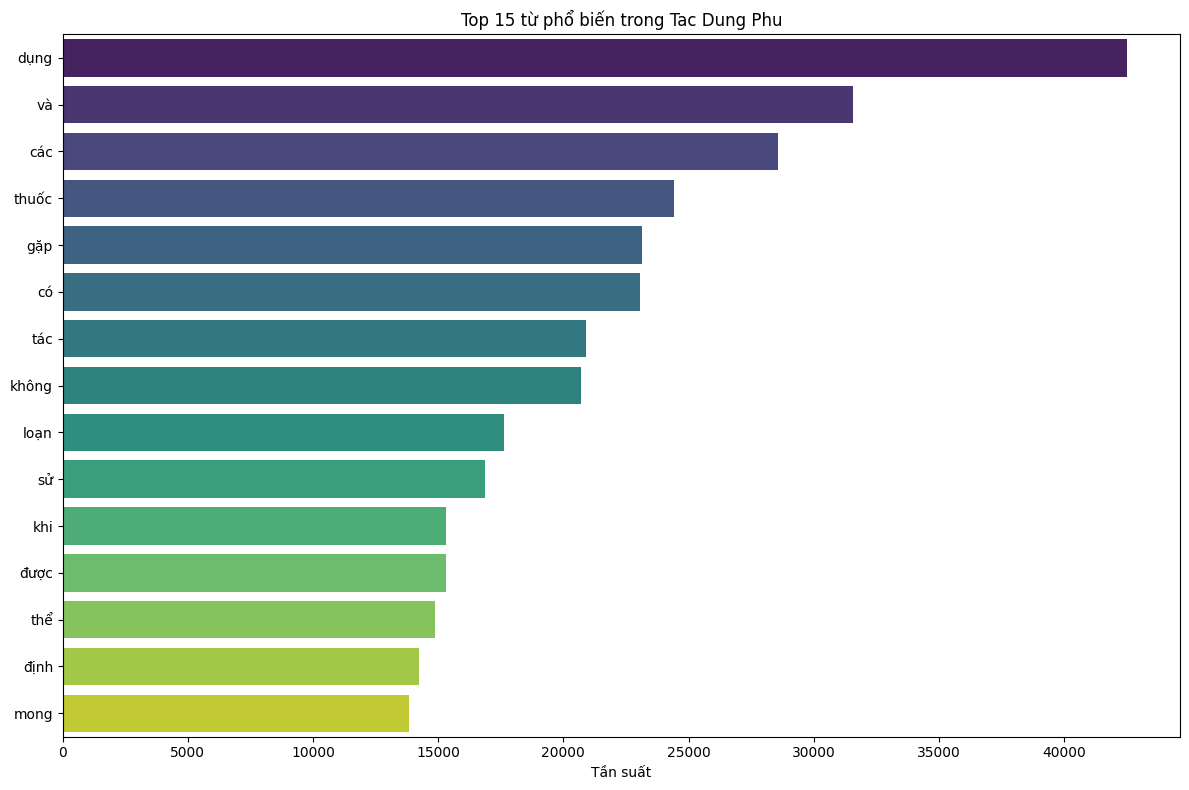 Top 15 từ phổ biến trong Tac Dung Phu
dụng
và
các
thuốc
gặp
có
tác
không
loạn
sử
khi
được
thể
định
mong
0 5000 10000 15000 20000 25000 30000 35000 40000
Tần suất